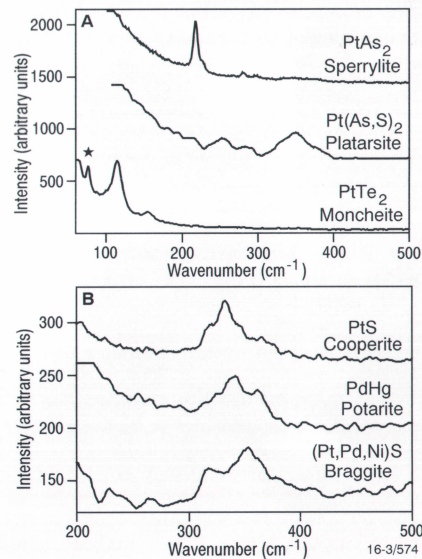 A
2000
1500
1000
500
Intensity (arbitrary units)
PtAs2
Sperrylite
Pt(As,S)2
Platarsite
★
PtTe2
Moncheite
100 200 300 400 500
Wavenumber (cm-1)
B
300
250
200
150
Intensity (arbitrary units)
PtS
Cooperite
PdHg
Potarite
(Pt,Pd,Ni)S
Braggite
200 300 400 500
Wavenumber (cm-1)
16-3/574